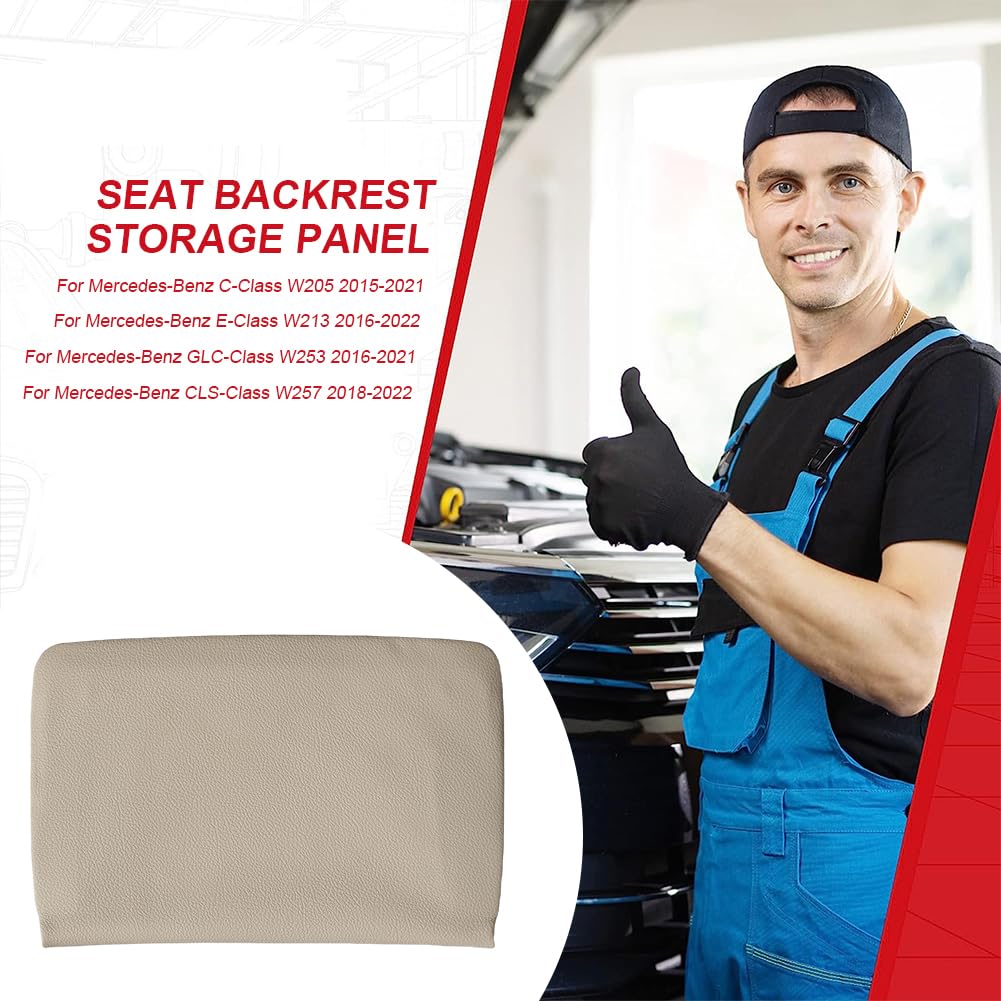 SEAT BACKREST
STORAGE PANEL
For Mercedes-Benz C-Class W205 2015-2021
For Mercedes-Benz E-Class W213 2016-2022
For Mercedes-Benz GLC-Class W253 2016-2021
For Mercedes-Benz CLS-Class W257 2018-2022